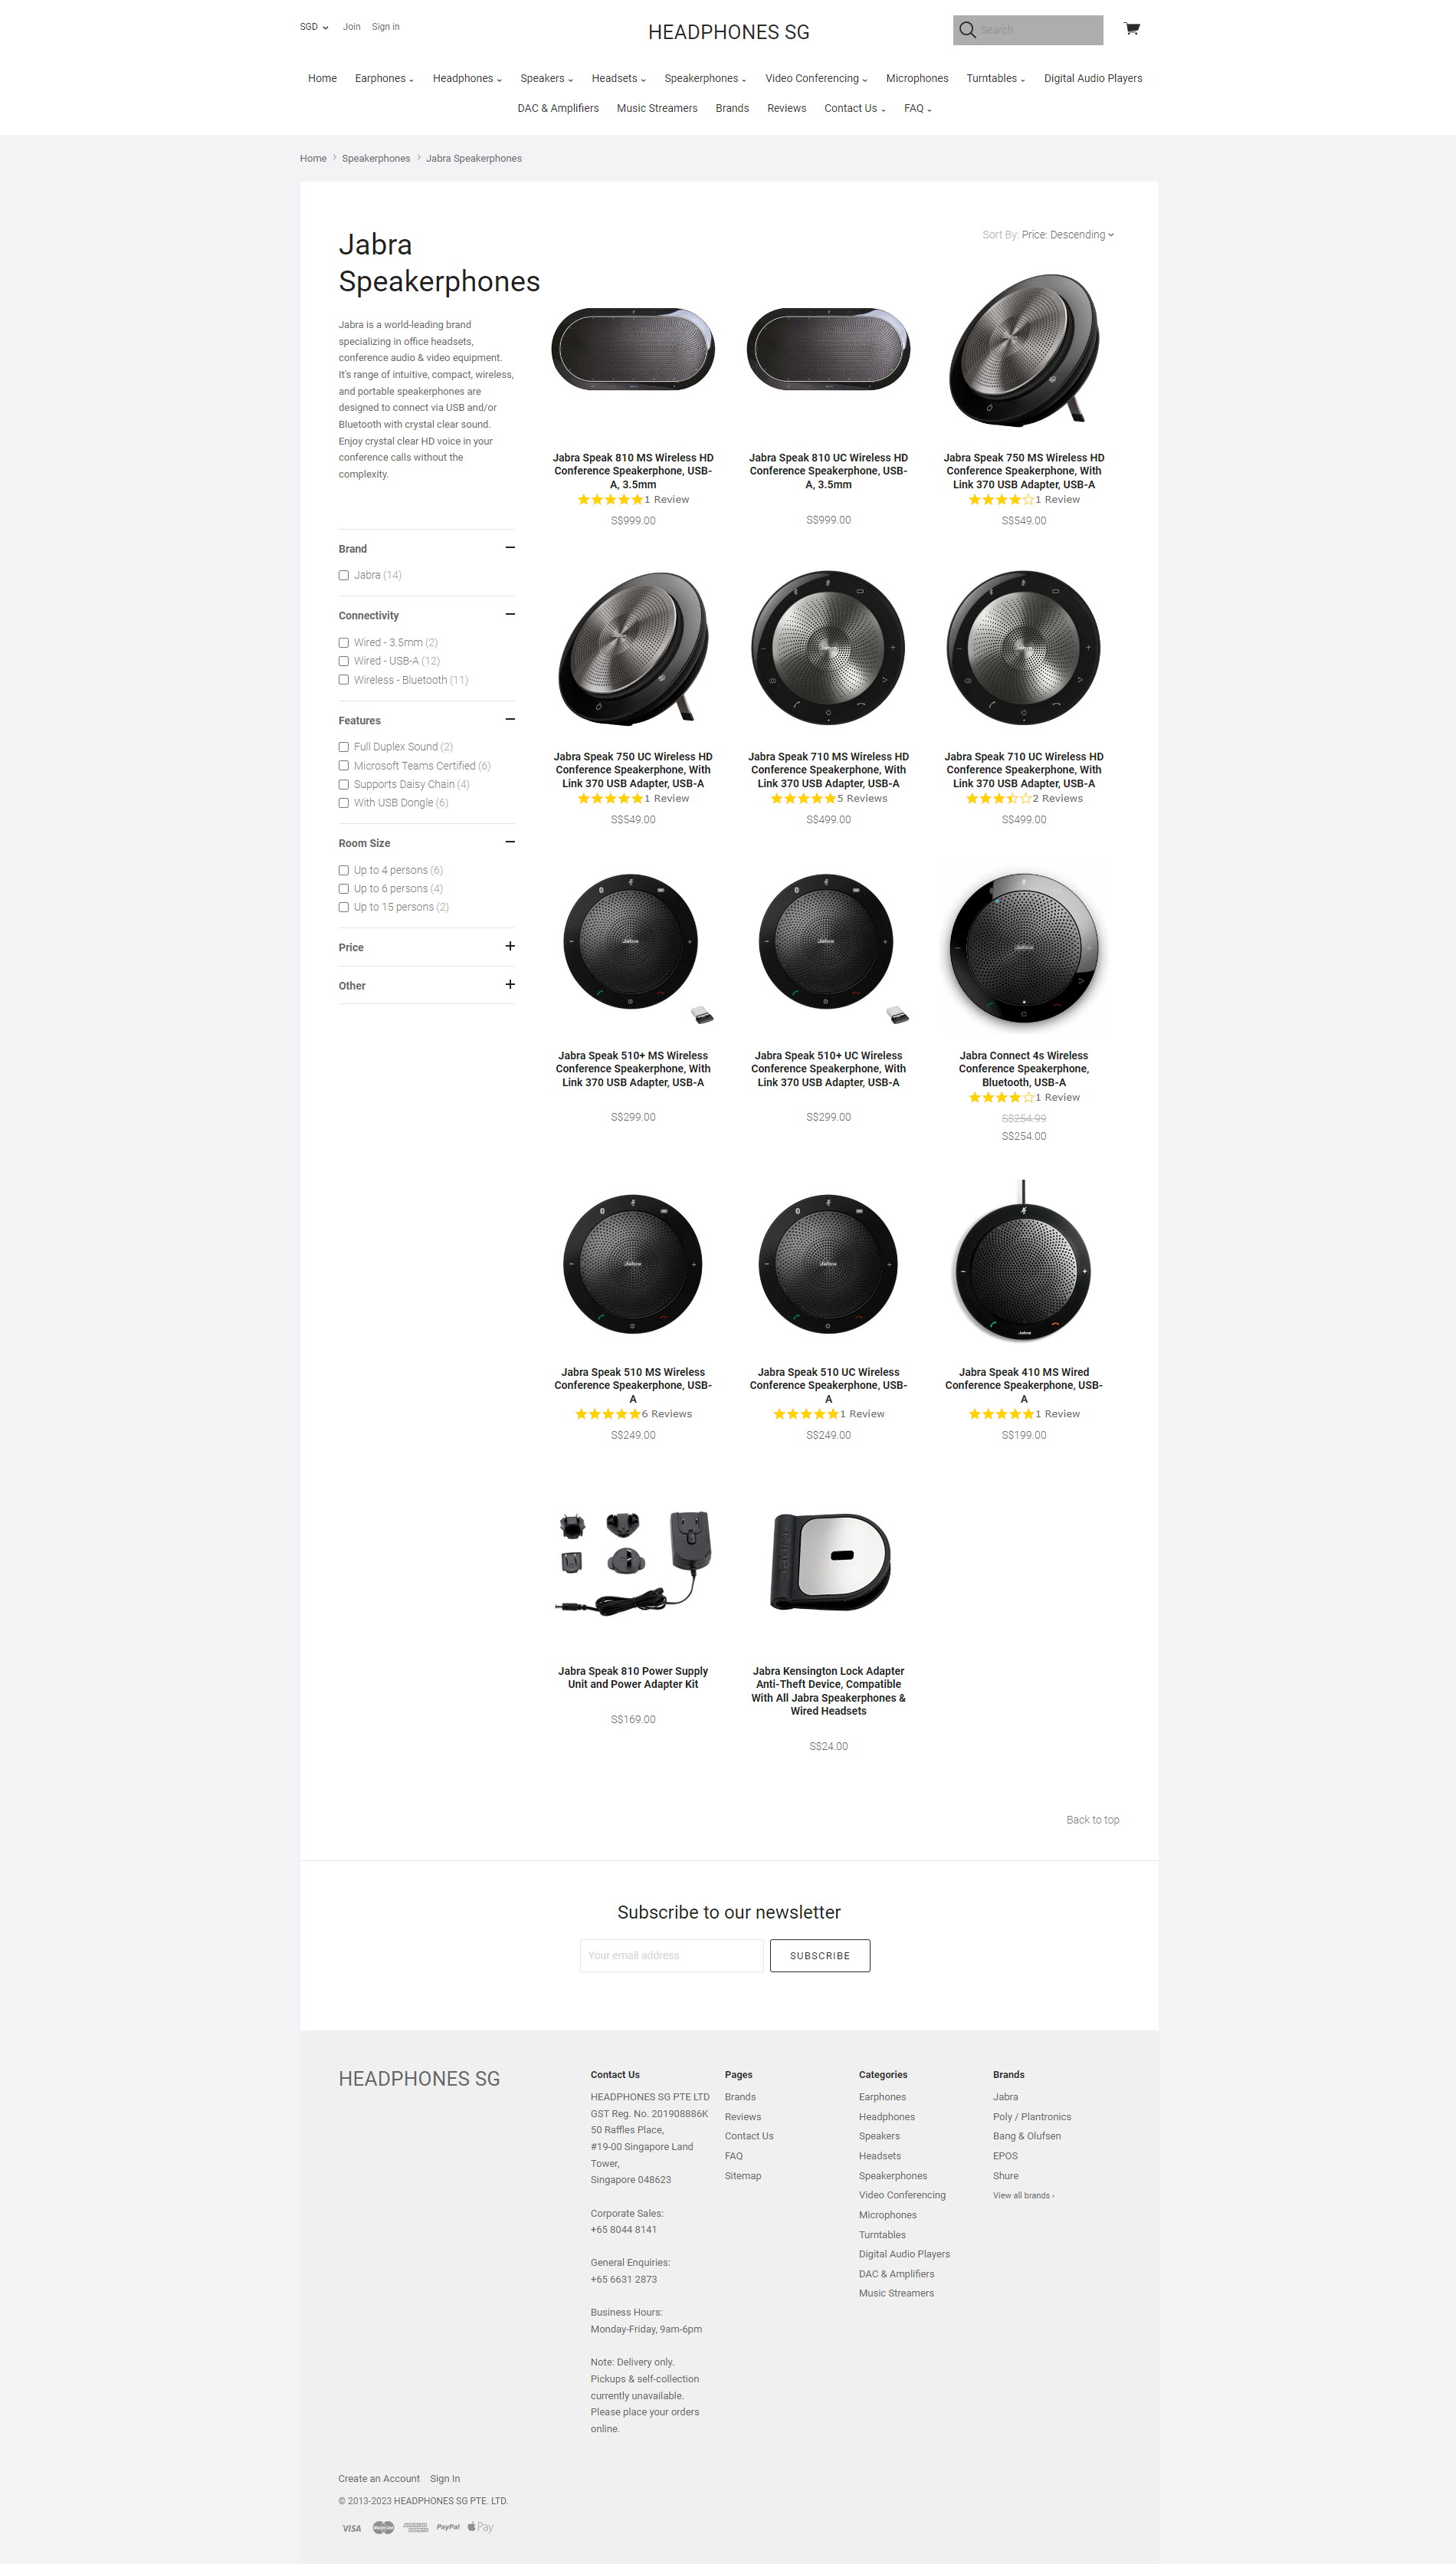 SGD
Join
Sign in
HEADPHONES SG
Search
Home
Earphones
Headphones
Speakers
Headsets
Speakerphones
Video Conferencing
Microphones
Turntables
Digital Audio Players
DAC & Amplifiers
Music Streamers
Brands
Reviews
Contact Us
FAQ
Home
Speakerphones
Jabra Speakerphones
Jabra
Speakerphones
Jabra is a world-leading brand
specializing in office headsets,
conference audio & video equipment.
It's range of intuitive, compact, wireless,
and portable speakerphones are
designed to connect via USB and/or
Bluetooth with crystal clear sound.
Enjoy crystal clear HD voice in your
conference calls without the
complexity.
Brand
Jabra (14)
Connectivity
Wired - 3.5mm (2)
Wired - USB-A (12)
Wireless - Bluetooth (11)
Features
Full Duplex Sound (2)
Microsoft Teams Certified (6)
Supports Daisy Chain (4)
With USB Dongle (6)
Room Size
Up to 4 persons (6)
Up to 6 persons (4)
Up to 15 persons (2)
Price
Other
Sort By: Price: Descending
Jabra Speak 810 MS Wireless HD
Conference Speakerphone, USB-
A, 3.5mm
1 Review
S$999.00
Jabra Speak 810 UC Wireless HD
Conference Speakerphone, USB-
A, 3.5mm
S$999.00
Jabra Speak 750 MS Wireless HD
Conference Speakerphone, With
Link 370 USB Adapter, USB-A
1 Review
S$549.00
Jabra Speak 750 UC Wireless HD
Conference Speakerphone, With
Link 370 USB Adapter, USB-A
1 Review
S$549.00
Jabra Speak 710 MS Wireless HD
Conference Speakerphone, With
Link 370 USB Adapter, USB-A
5 Reviews
S$499.00
Jabra Speak 710 UC Wireless HD
Conference Speakerphone, With
Link 370 USB Adapter, USB-A
2 Reviews
S$499.00
Jabra Speak 510+ MS Wireless
Conference Speakerphone, With
Link 370 USB Adapter, USB-A
S$299.00
Jabra Speak 510+ UC Wireless
Conference Speakerphone, With
Link 370 USB Adapter, USB-A
S$299.00
Jabra Connect 4s Wireless
Conference Speakerphone,
Bluetooth, USB-A
1 Review
S$254.99
S$254.00
Jabra Speak 510 MS Wireless
Conference Speakerphone, USB-
A
6 Reviews
S$249.00
Jabra Speak 510 UC Wireless
Conference Speakerphone, USB-
A
1 Review
S$249.00
Jabra Speak 410 MS Wired
Conference Speakerphone, USB-
A
1 Review
S$199.00
Jabra Speak 810 Power Supply
Unit and Power Adapter Kit
S$169.00
Jabra Kensington Lock Adapter
Anti-Theft Device, Compatible
With All Jabra Speakerphones &
Wired Headsets
S$24.00
Back to top
Subscribe to our newsletter
Your email address
SUBSCRIBE
HEADPHONES SG
Contact Us
HEADPHONES SG PTE LTD
GST Reg. No. 201908886K
50 Raffles Place,
#19-00 Singapore Land
Tower,
Singapore 048623
Corporate Sales:
+65 8044 8141
General Enquiries:
+65 6631 2873
Business Hours:
Monday-Friday, 9am-6pm
Note: Delivery only.
Pickups & self-collection
currently unavailable.
Please place your orders
online.
Pages
Brands
Reviews
Contact Us
FAQ
Sitemap
Categories
Earphones
Headphones
Speakers
Headsets
Speakerphones
Video Conferencing
Microphones
Turntables
Digital Audio Players
DAC & Amplifiers
Music Streamers
Brands
Jabra
Poly / Plantronics
Bang & Olufsen
EPOS
Shure
View all brands ›
Create an Account
Sign In
© 2013-2023 HEADPHONES SG PTE. LTD.
VISA
PayPal
Pay